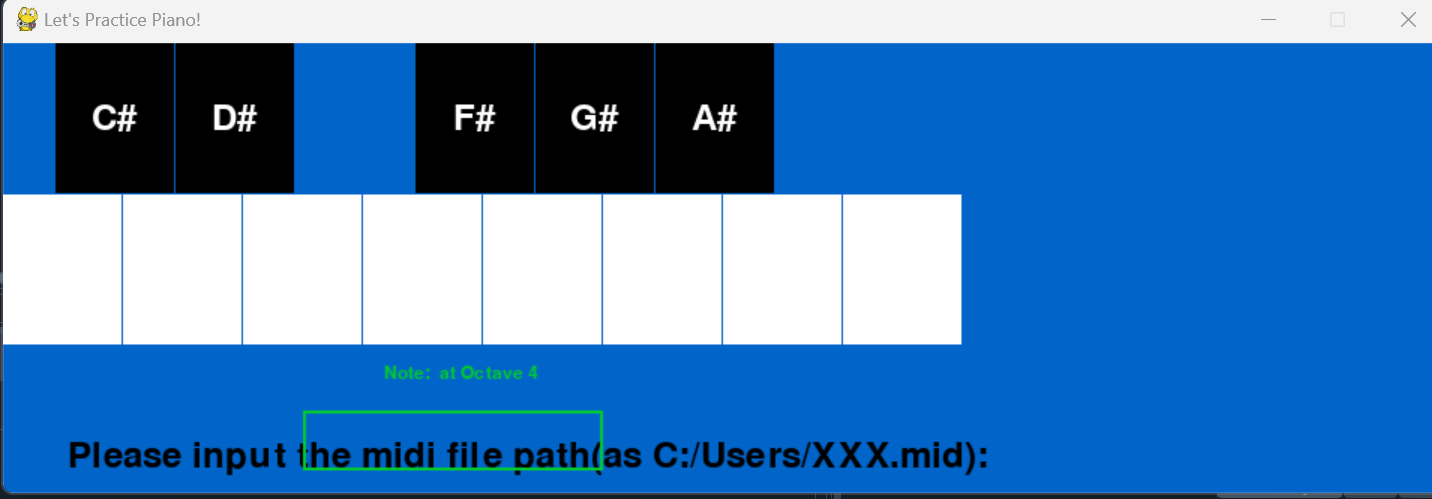 Let's Practice Piano!
C# D# F# G# A#
Note: at Octave 4
Please input the midi file path(as C:/Users/XXX.mid):